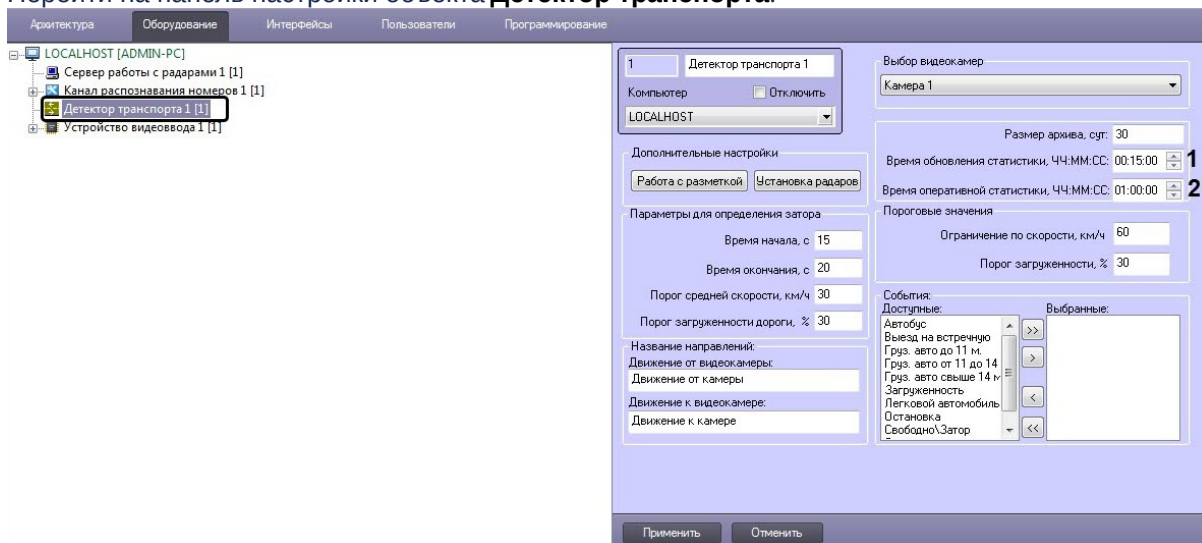 Перейти на панель настройки объекта Детектор транспорта.
Архитектура Оборудование Интерфейсы Пользователи Программирование
LOCALHOST [ADMIN-PC]
Сервер работы с радарами 1 [1]
Канал распознавания номеров 1 [1]
Детектор транспорта 1 [1]
Устройство видеоввода 1 [1]
1 Детектор транспорта 1
Компьютер Отключить
LOCALHOST
Дополнительные настройки
Работа с разметкой Установка радаров
Параметры для определения затора
Время начала, с 15
Время окончания, с 20
Порог средней скорости, км/ч 30
Порог загруженности дороги, % 30
Название направлений:
Движение от видеокамеры:
Движение от камеры
Движение к видеокамере:
Движение к камере
Выбор видеокамер
Камера 1
Размер архива, сут: 30
Время обновления статистики, ЧЧ:ММ:СС: 00:15:00 1
Время оперативной статистики, ЧЧ:ММ:СС: 01:00:00 2
Пороговые значения
Ограничение по скорости, км/ч 60
Порог загруженности, % 30
События:
Доступные: Выбранные:
Автобус
Выезд на встречную
Груз. авто до 11 м.
Груз. авто от 11 до 14
Груз. авто свыше 14 м
Загруженность
Легковой автомобиль
Остановка
Свободно\Затор
>>
>
<
<<
Применить Отменить